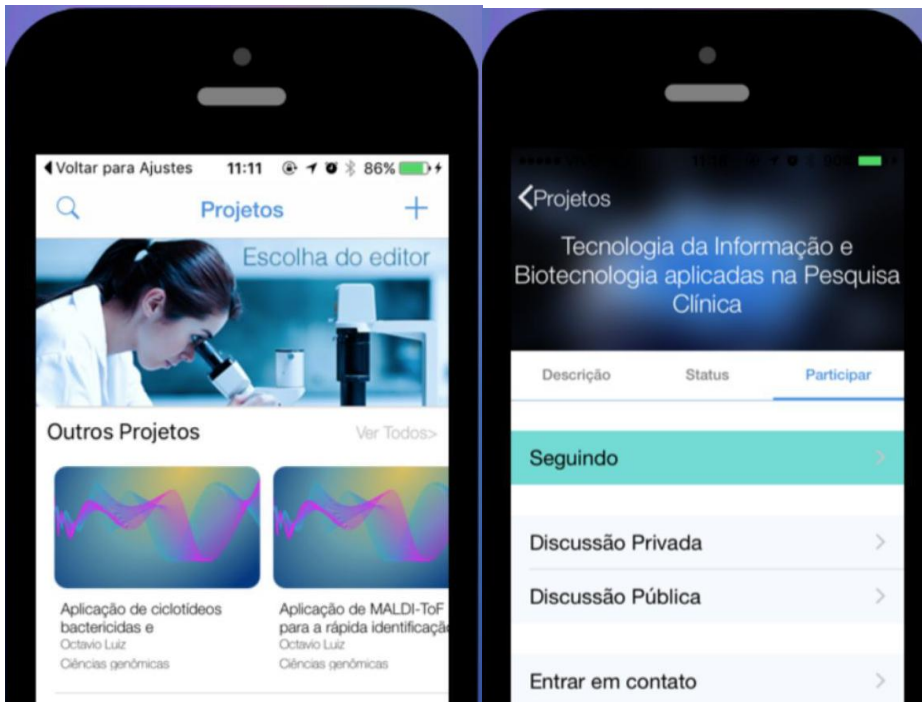 Voltar para Ajustes 11:11 86%
Projetos
Escolha do editor
Outros Projetos Ver Todos>
Aplicação de ciclotídeos
bactericidas e
Octavio Luiz
Ciências genômicas
Aplicação de MALDI-ToF
para a rápida identificaçã
Octavio Luiz
Ciências genômicas
Projetos
Tecnologia da Informação e
Biotecnologia aplicadas na Pesquisa
Clínica
Descrição Status Participar
Seguindo
Discussão Privada
Discussão Pública
Entrar em contato